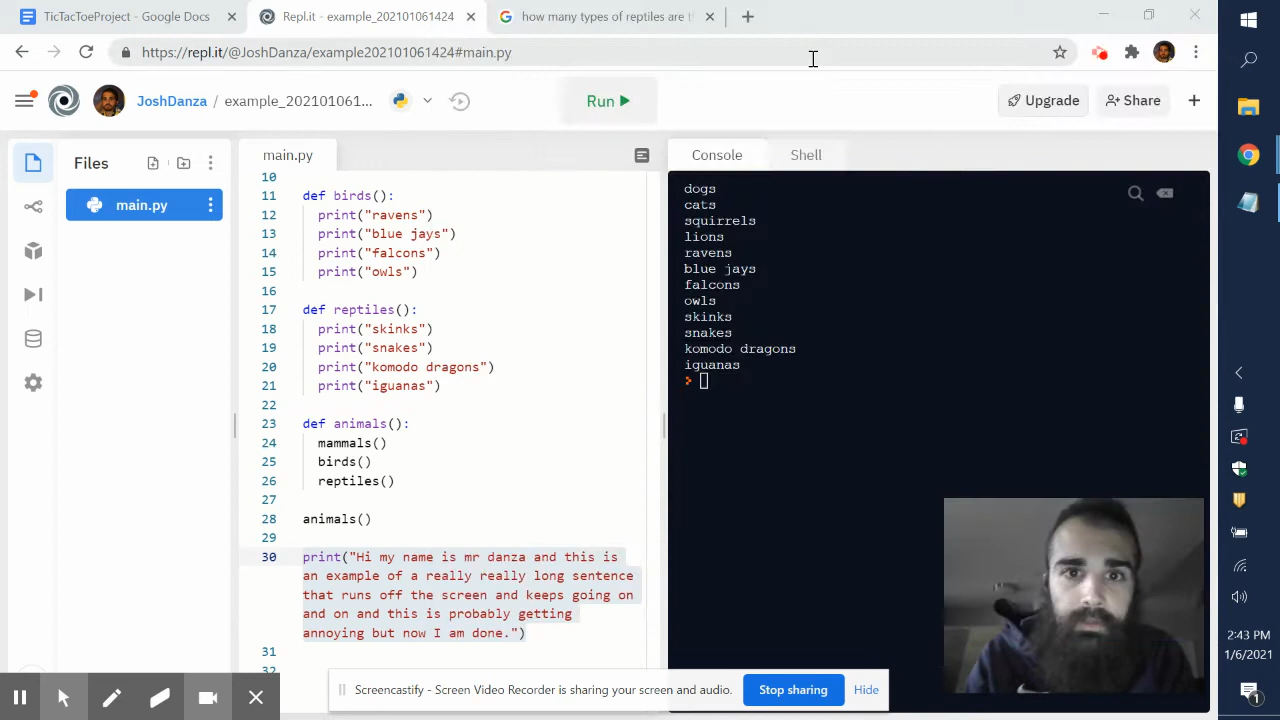 TicTacToeProject - Google Docs
Repl.it - example_202101061424
how many types of reptiles are t
https://repl.it/@JoshDanza/example202101061424#main.py
JoshDanza / example_202101061...
Run
Upgrade
Share
Files
main.py
main.py
10
11 def birds():
12 print("ravens")
13 print("blue jays")
14 print("falcons")
15 print("owls")
16
17 def reptiles():
18 print("skinks")
19 print("snakes")
20 print("komodo dragons")
21 print("iguanas")
22
23 def animals():
24 mammals()
25 birds()
26 reptiles()
27
28 animals()
29
30 print("Hi my name is mr danza and this is
an example of a really really long sentence
that runs off the screen and keeps going on
and on and this is probably getting
annoying but now I am done.")
31
32
Console
Shell
dogs
cats
squirrels
lions
ravens
blue jays
falcons
owls
skinks
snakes
komodo dragons
iguanas
>
Screencastify - Screen Video Recorder is sharing your screen and audio.
Stop sharing
Hide
2:43 PM
1/6/2021
1